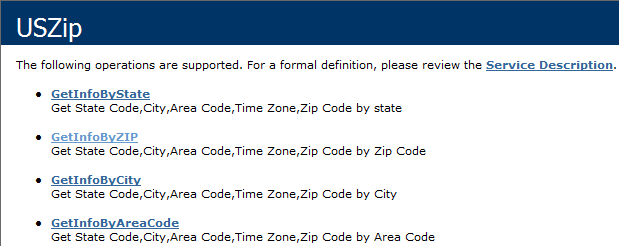 USZip
The following operations are supported. For a formal definition, please review the Service Description.
GetInfoByState
Get State Code,City,Area Code,Time Zone,Zip Code by state
GetInfoByZIP
Get State Code,City,Area Code,Time Zone,Zip Code by Zip Code
GetInfoByCity
Get State Code,City,Area Code,Time Zone,Zip Code by City
GetInfoByAreaCode
Get State Code,City,Area Code,Time Zone,Zip Code by Area Code